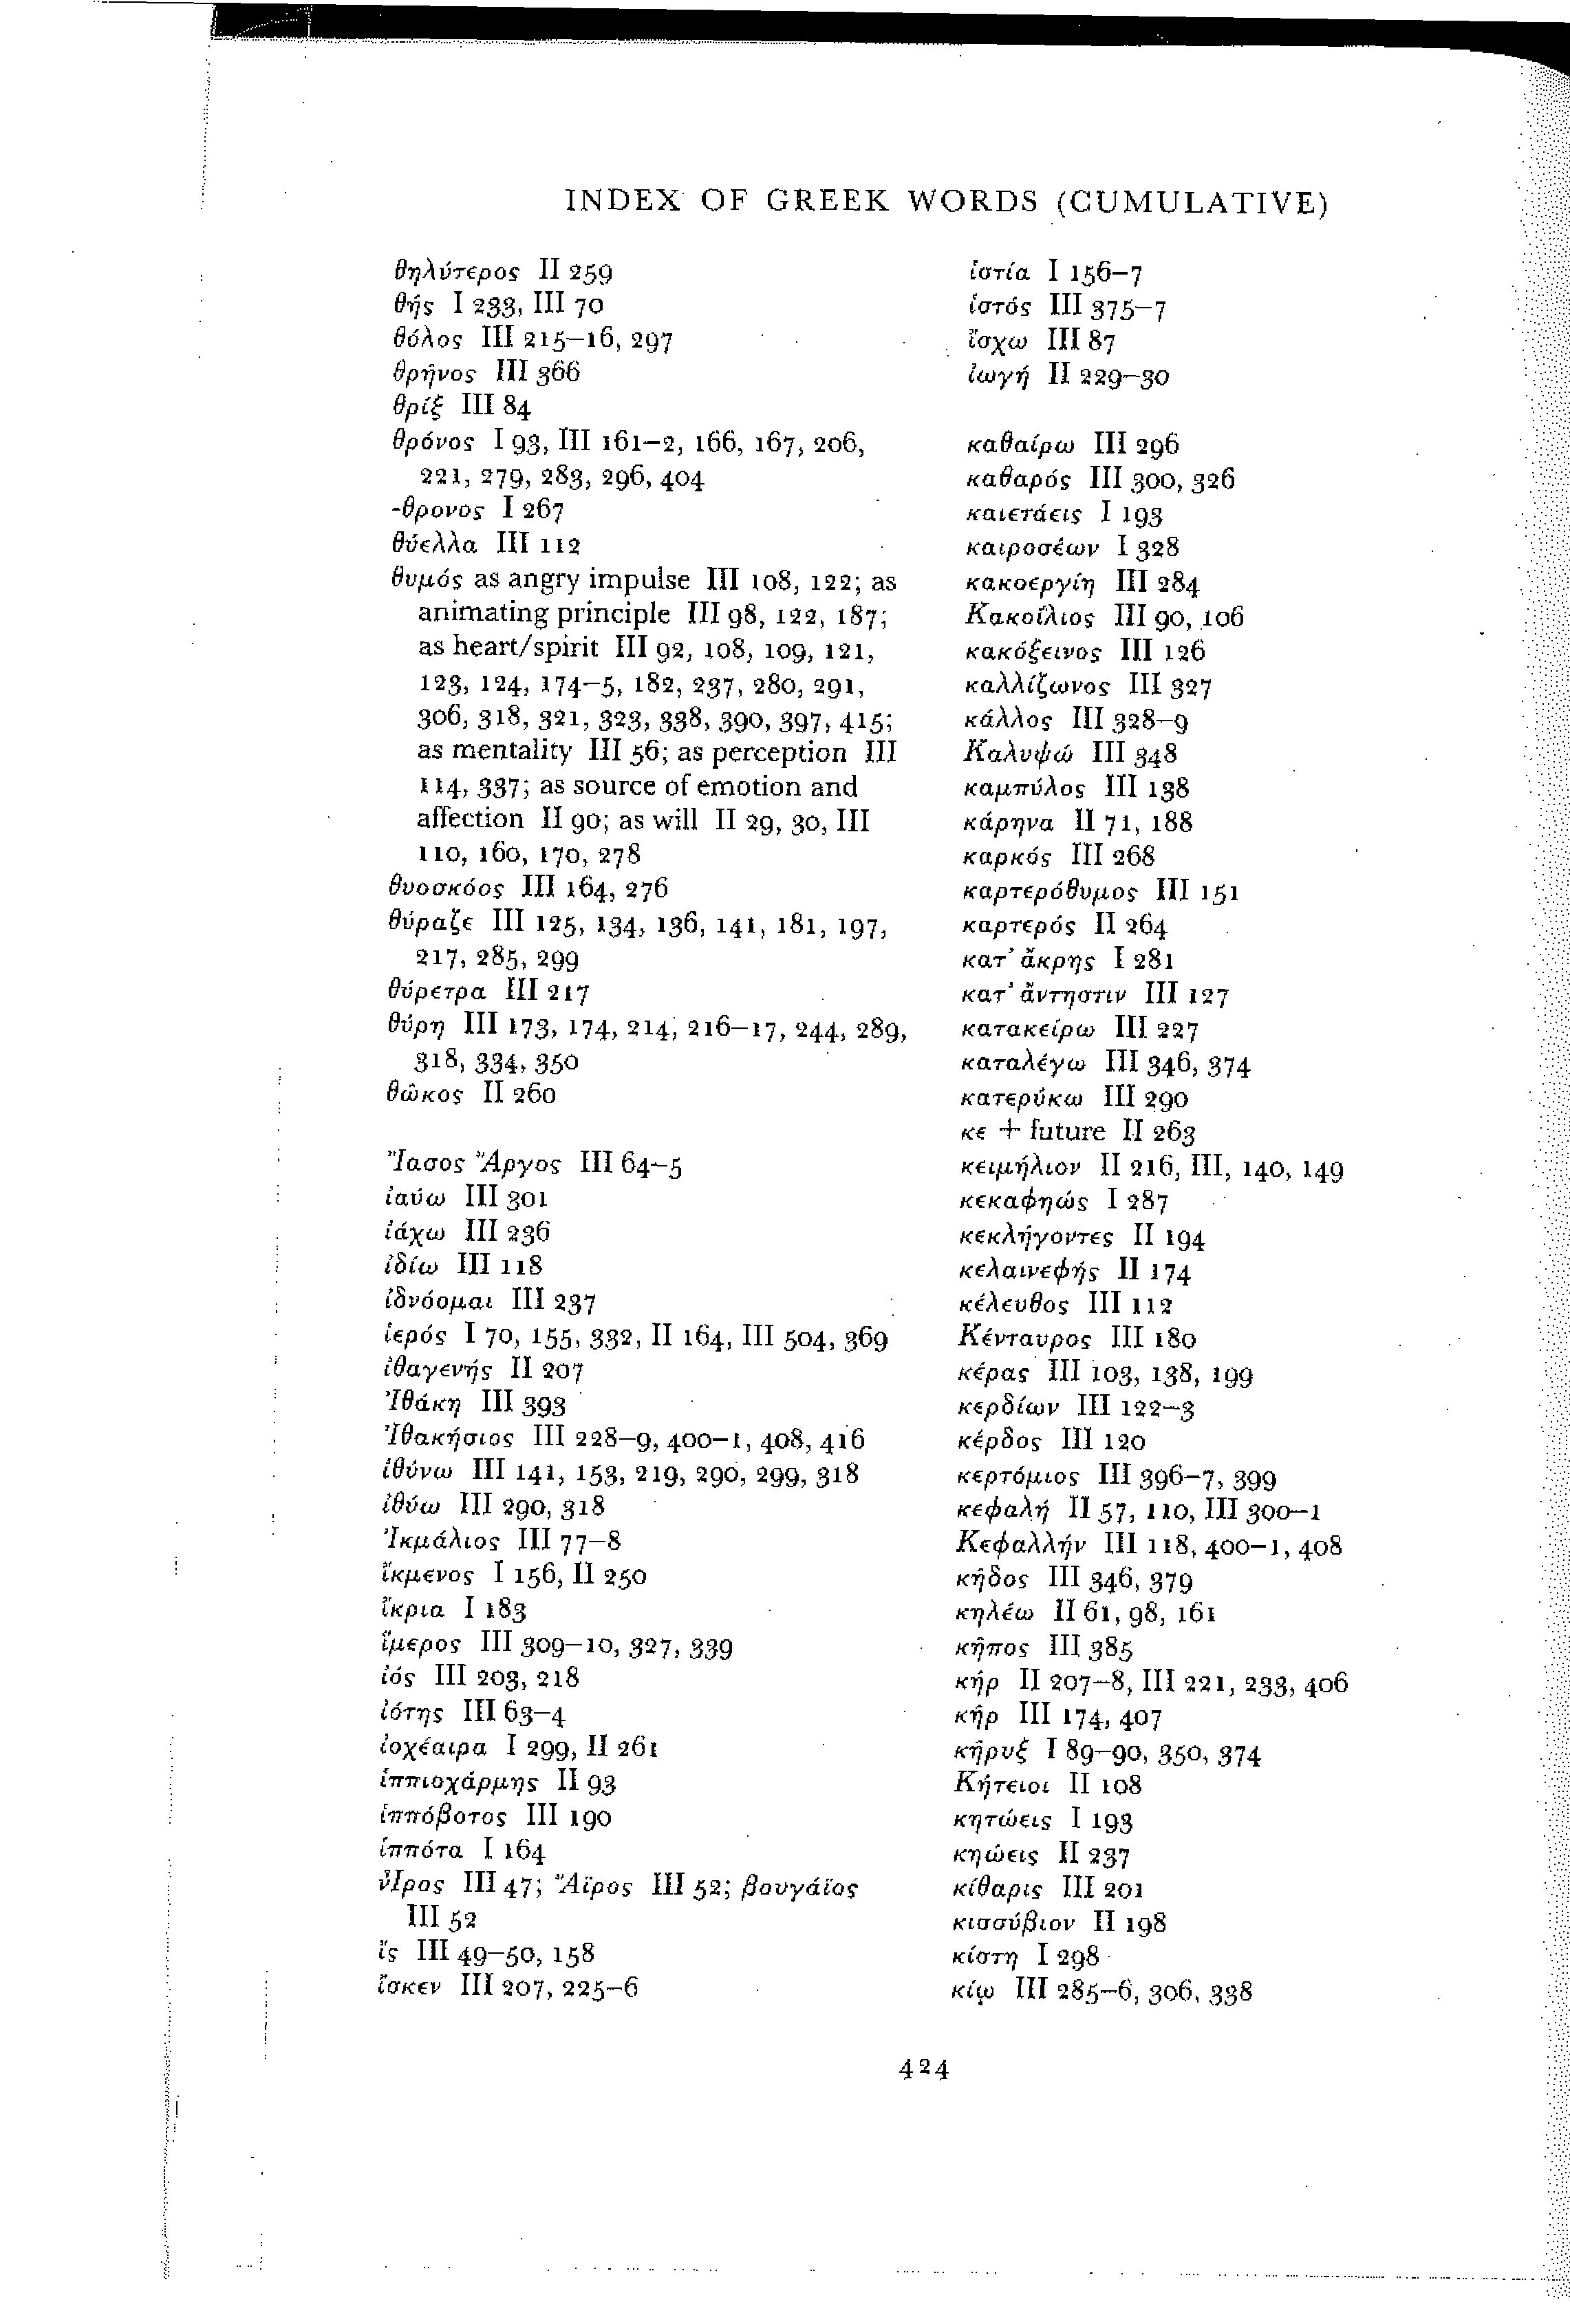 INDEX OF GREEK WORDS (CUMULATIVE)
θηλύτερος II 259
θής I 233, III 70
θόλος III 215–16, 297
θρῆνος III 366
θρίξ III 84
θρόνος I 93, III 161–2, 166, 167, 206,
221, 279, 283, 296, 404
-θρονος I 267
θύελλα III 112
θυμός as angry impulse III 108, 122; as
animating principle III 98, 122, 187;
as heart/spirit III 92, 108, 109, 121,
123, 124, 174–5, 182, 237, 280, 291,
306, 318, 321, 323, 338, 390, 397, 415;
as mentality III 56; as perception III
114, 337; as source of emotion and
affection II 90; as will II 29, 30, III
110, 160, 170, 278
θυοσκόος III 164, 276
θύραζε III 125, 134, 136, 141, 181, 197,
217, 285, 299
θύρετρα III 217
θύρη III 173, 174, 214, 216–17, 244, 289,
318, 334, 350
θῶκος II 260
Ἴασος Ἄργος III 64–5
ἰαύω III 301
ἰάχω III 236
ἰδίω III 118
ἰδνόομαι III 237
ἱερός I 70, 155, 332, II 164, III 504, 369
ἰθαγενής II 207
Ἰθάκη III 393
Ἰθακήσιος III 228–9, 400–1, 408, 416
ἰθύνω III 141, 153, 219, 290, 299, 318
ἰθύω III 290, 318
Ἰκμάλιος III 77–8
ἴκμενος I 156, II 250
ἴκρια I 183
ἵμερος III 309–10, 327, 339
ἰός III 203, 218
ἰότης III 63–4
ἰοχέαιρα I 299, II 261
ἱππιοχάρμης II 93
ἱππόβοτος III 190
ἱππότα I 164
Ἶρος III 47; Ἄϊρος III 52; βουγάϊος
III 52
ἴς III 49–50, 158
ἴσκεν III 207, 225–6
ἱστία I 156–7
ἱστός III 375–7
ἴσχω III 87
ἰωγή II 229–30
καθαίρω III 296
καθαρός III 300, 326
καιετάεις I 193
καιροσέων I 328
κακοεργίη III 284
Κακοΐλιος III 90, 106
κακόξεινος III 126
καλλίζωνος III 327
κάλλος III 328–9
Καλυψώ III 348
καμπύλος III 138
κάρηνα II 71, 188
καρκός III 268
καρτερόθυμος III 151
καρτερός II 264
κατ' ἄκρης I 281
κατ' ἄντηστιν III 127
κατακείρω III 227
καταλέγω III 346, 374
κατερύκω III 290
κε + future II 263
κειμήλιον II 216, III, 140, 149
κεκαφηώς I 287
κεκλήγοντες II 194
κελαινεφής II 174
κέλευθος III 112
Κένταυρος III 180
κέρας III 103, 138, 199
κερδίων III 122–3
κέρδος III 120
κερτόμιος III 396–7, 399
κεφαλή II 57, 110, III 300–1
Κεφαλλήν III 118, 400–1, 408
κῆδος III 346, 379
κηλέω II 61, 98, 161
κῆπος III 385
κήρ II 207–8, III 221, 233, 406
κῆρ III 174, 407
κῆρυξ I 89–90, 350, 374
Κήτειοι II 108
κητώεις I 193
κηώεις II 237
κίθαρις III 201
κισσύβιον II 198
κίστη I 298
κίῳ III 285–6, 306, 338
424